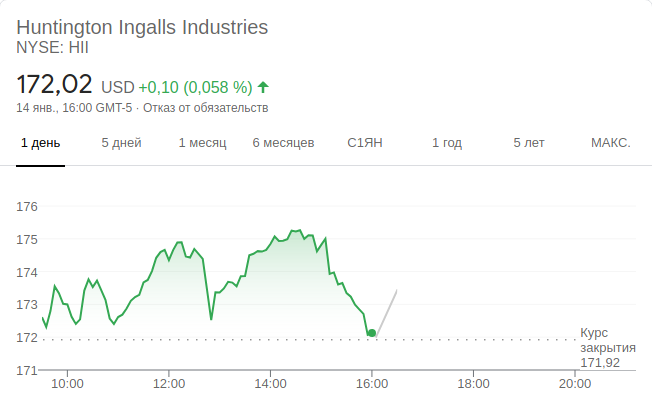 Huntington Ingalls Industries
NYSE: HII
172,02 USD +0,10 (0,058 %)
14 янв., 16:00 GMT-5 · Отказ от обязательств
1 день 5 дней 1 месяц 6 месяцев С1ЯН 1 год 5 лет МАКС.
176
175
174
173
172
171
Курс
закрытия
171,92
10:00 12:00 14:00 16:00 18:00 20:00